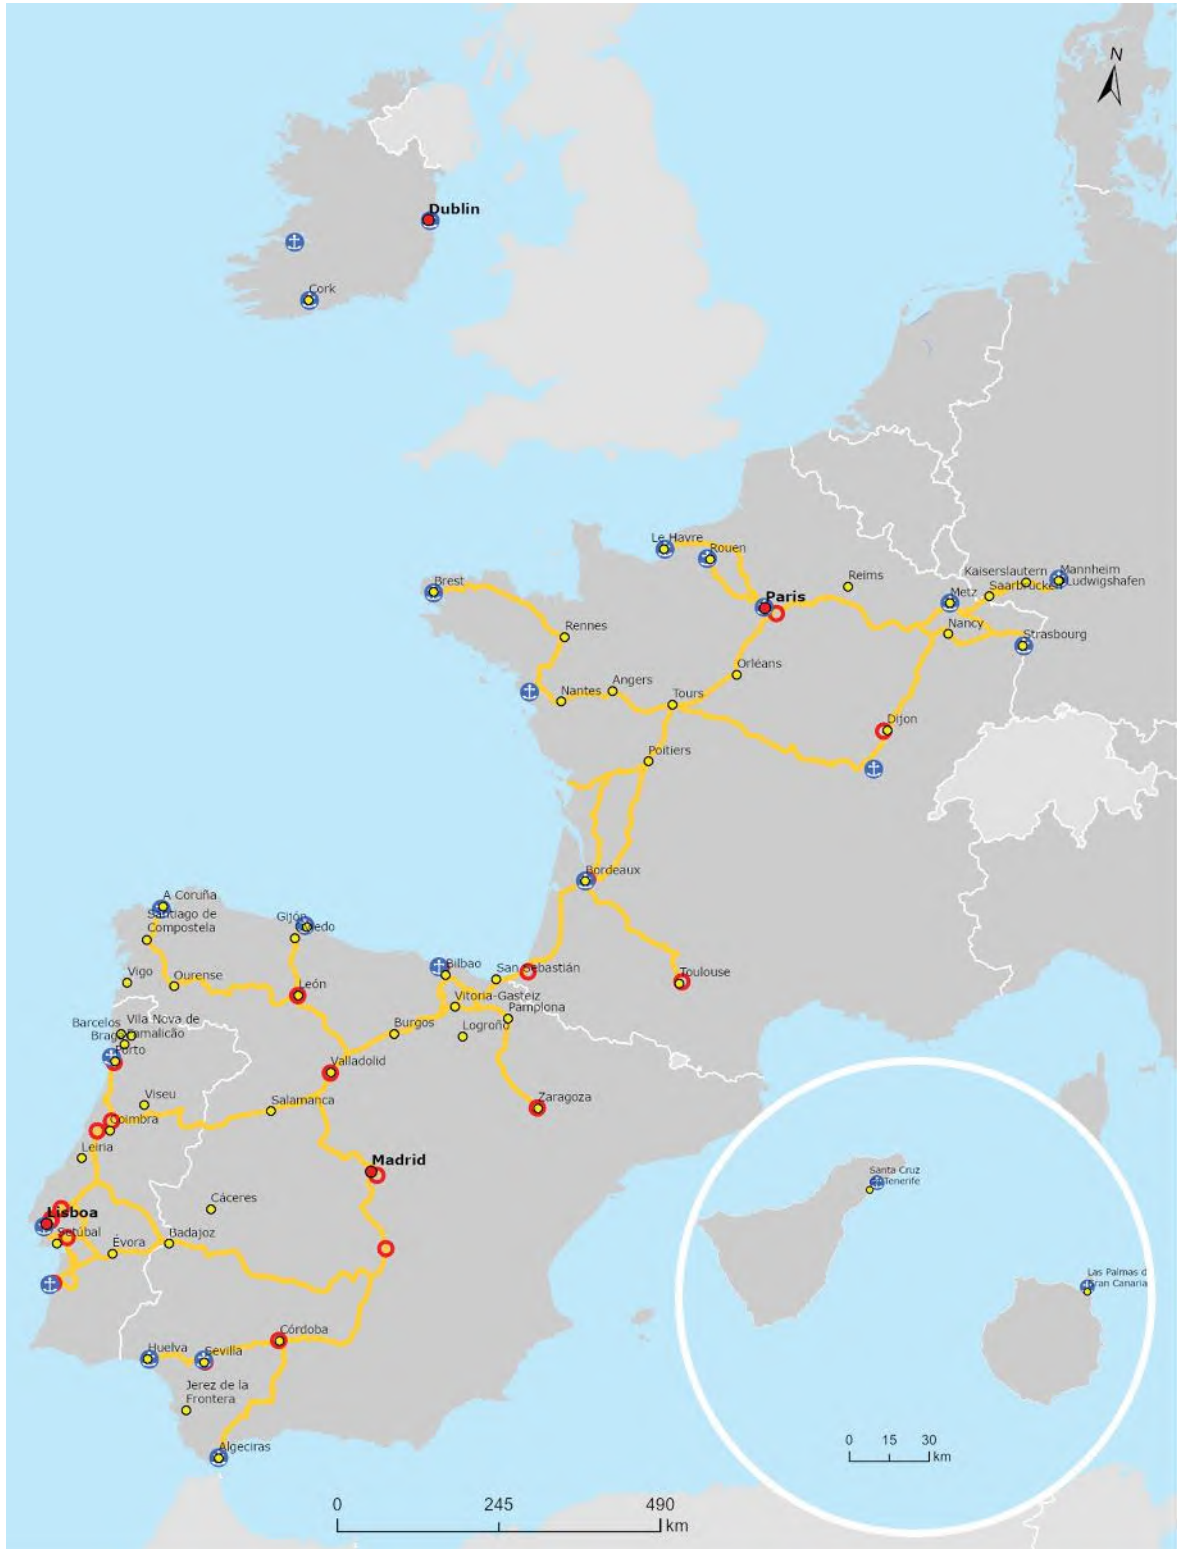 N
Dublin
Cork
Le Havre
Rouen
Brest
Paris
Reims
Kaiserslautern
Mannheim
Ludwigshafen
Saarbrücken
Metz
Nancy
Strasbourg
Rennes
Orléans
Nantes
Angers
Tours
Dijon
Poitiers
Bordeaux
Toulouse
A Coruña
Santiago de
Compostela
Gijón
Vigo
Ourense
León
Bilbao
San Sebastián
Vitoria-Gasteiz
Pamplona
Logroño
Burgos
Barcelos
Vila Nova de
Famalicão
Porto
Valladolid
Viseu
Salamanca
Zaragoza
Coimbra
Leiria
Madrid
Cáceres
Lisboa
Setúbal
Évora
Badajoz
Córdoba
Huelva
Sevilla
Jerez de la
Frontera
Algeciras
Santa Cruz
Tenerife
Las Palmas d
Gran Canaria
0 15 30
km
0 245 490
km